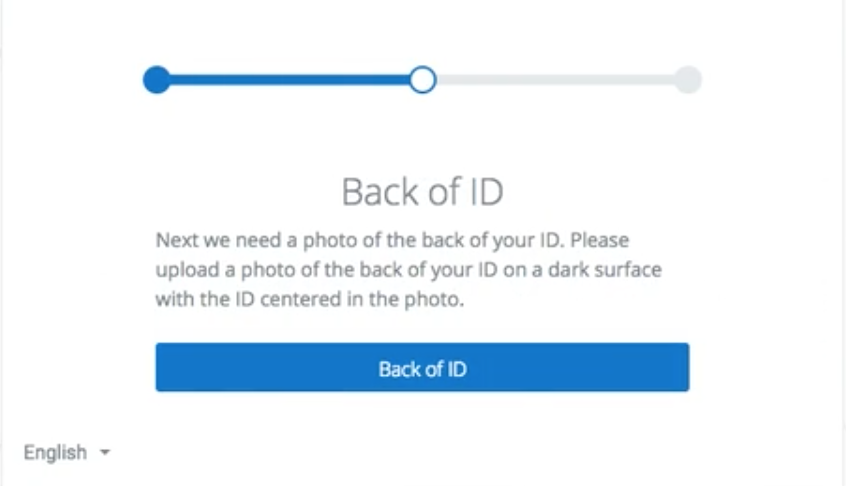 Back of ID
Next we need a photo of the back of your ID. Please
upload a photo of the back of your ID on a dark surface
with the ID centered in the photo.
Back of ID
English